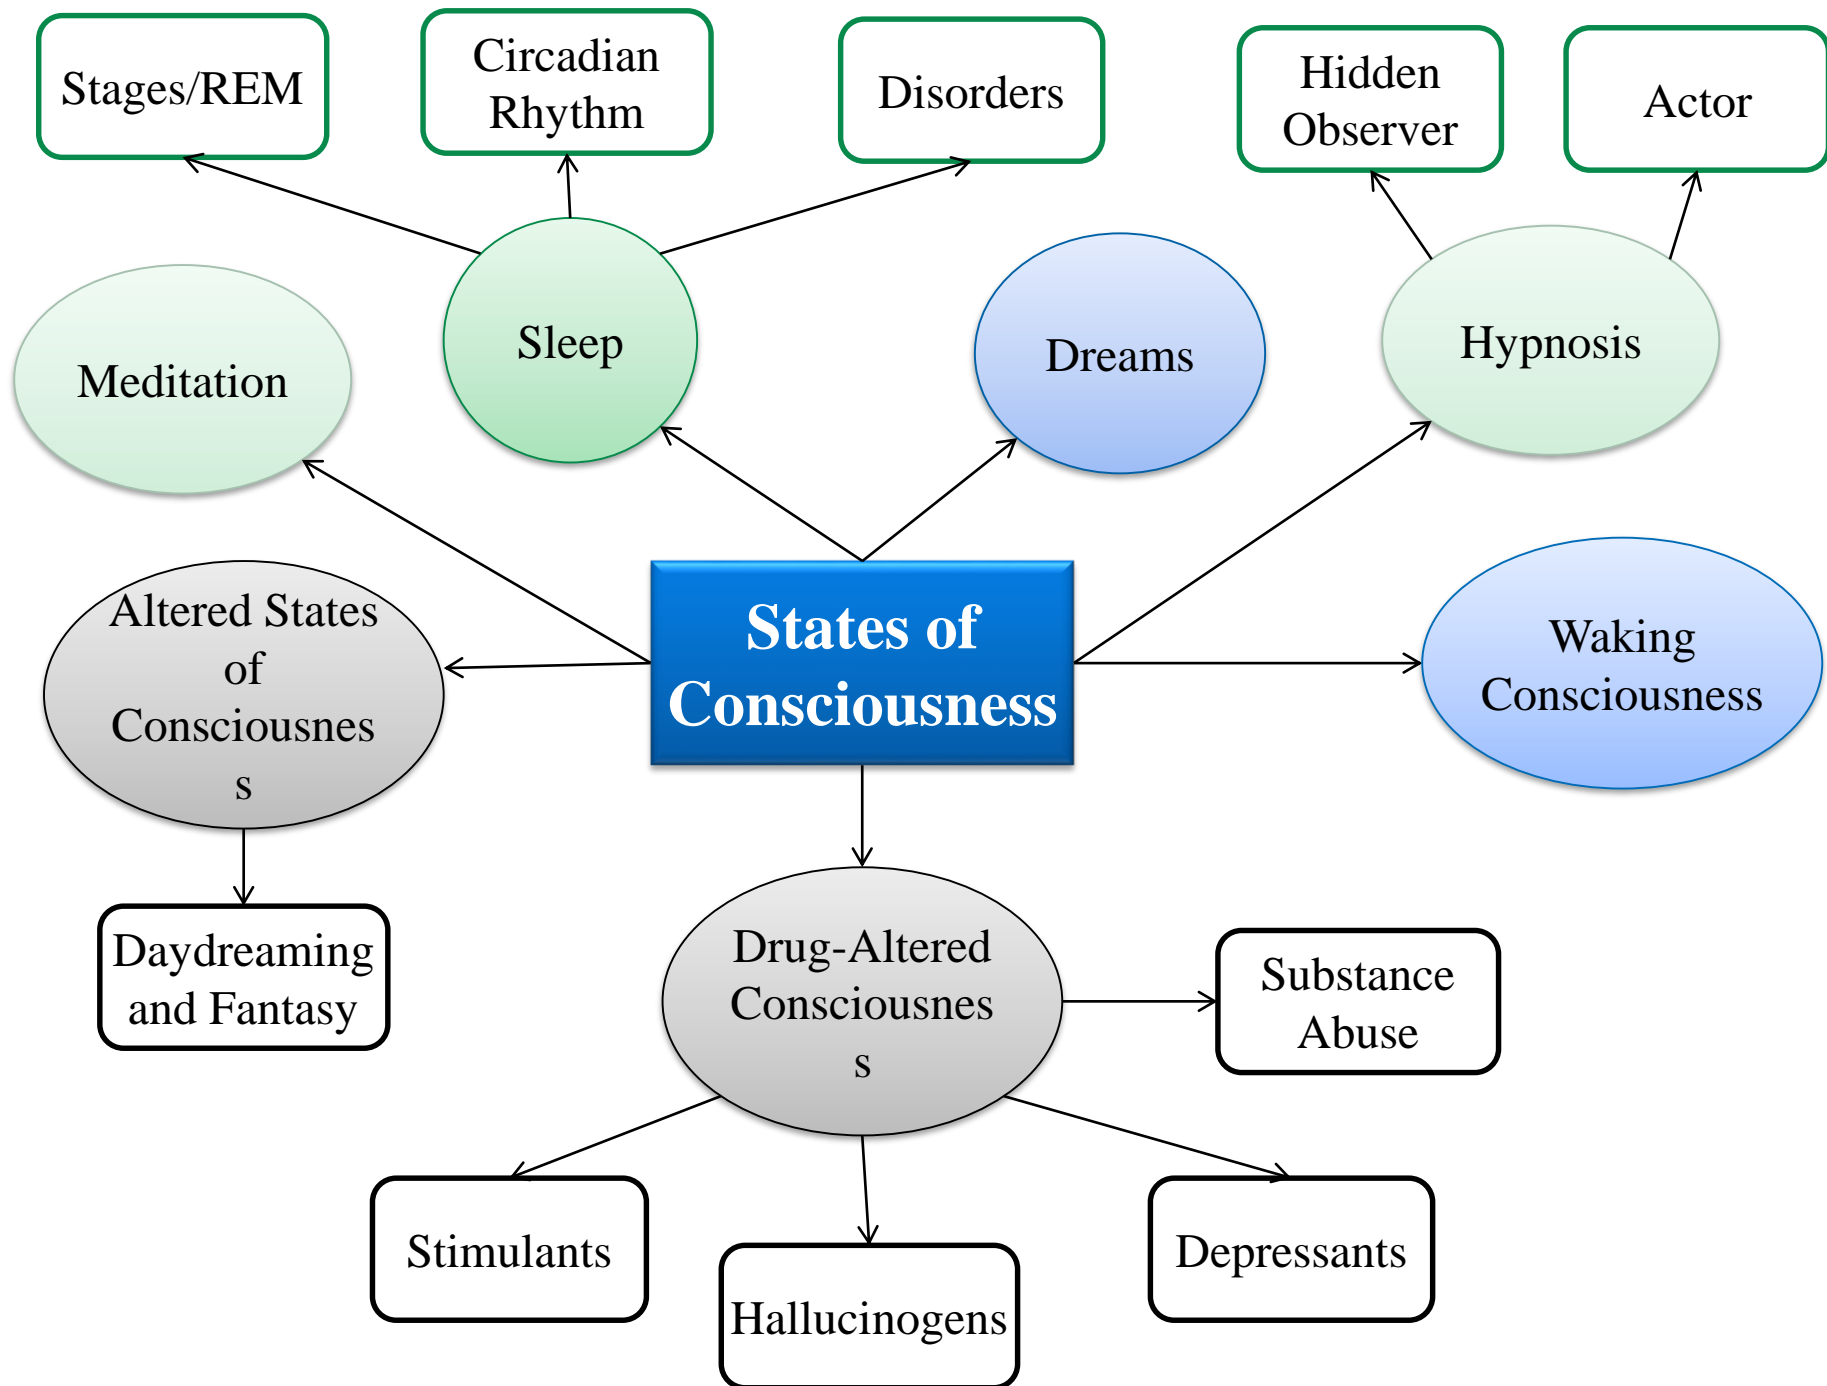 Stages/REM
Circadian
Rhythm
Disorders
Hidden
Observer
Actor
Meditation
Sleep
Dreams
Hypnosis
Altered States
of
Consciousnes
s
States of
Consciousness
Waking
Consciousness
Daydreaming
and Fantasy
Drug-Altered
Consciousnes
s
Substance
Abuse
Stimulants
Hallucinogens
Depressants